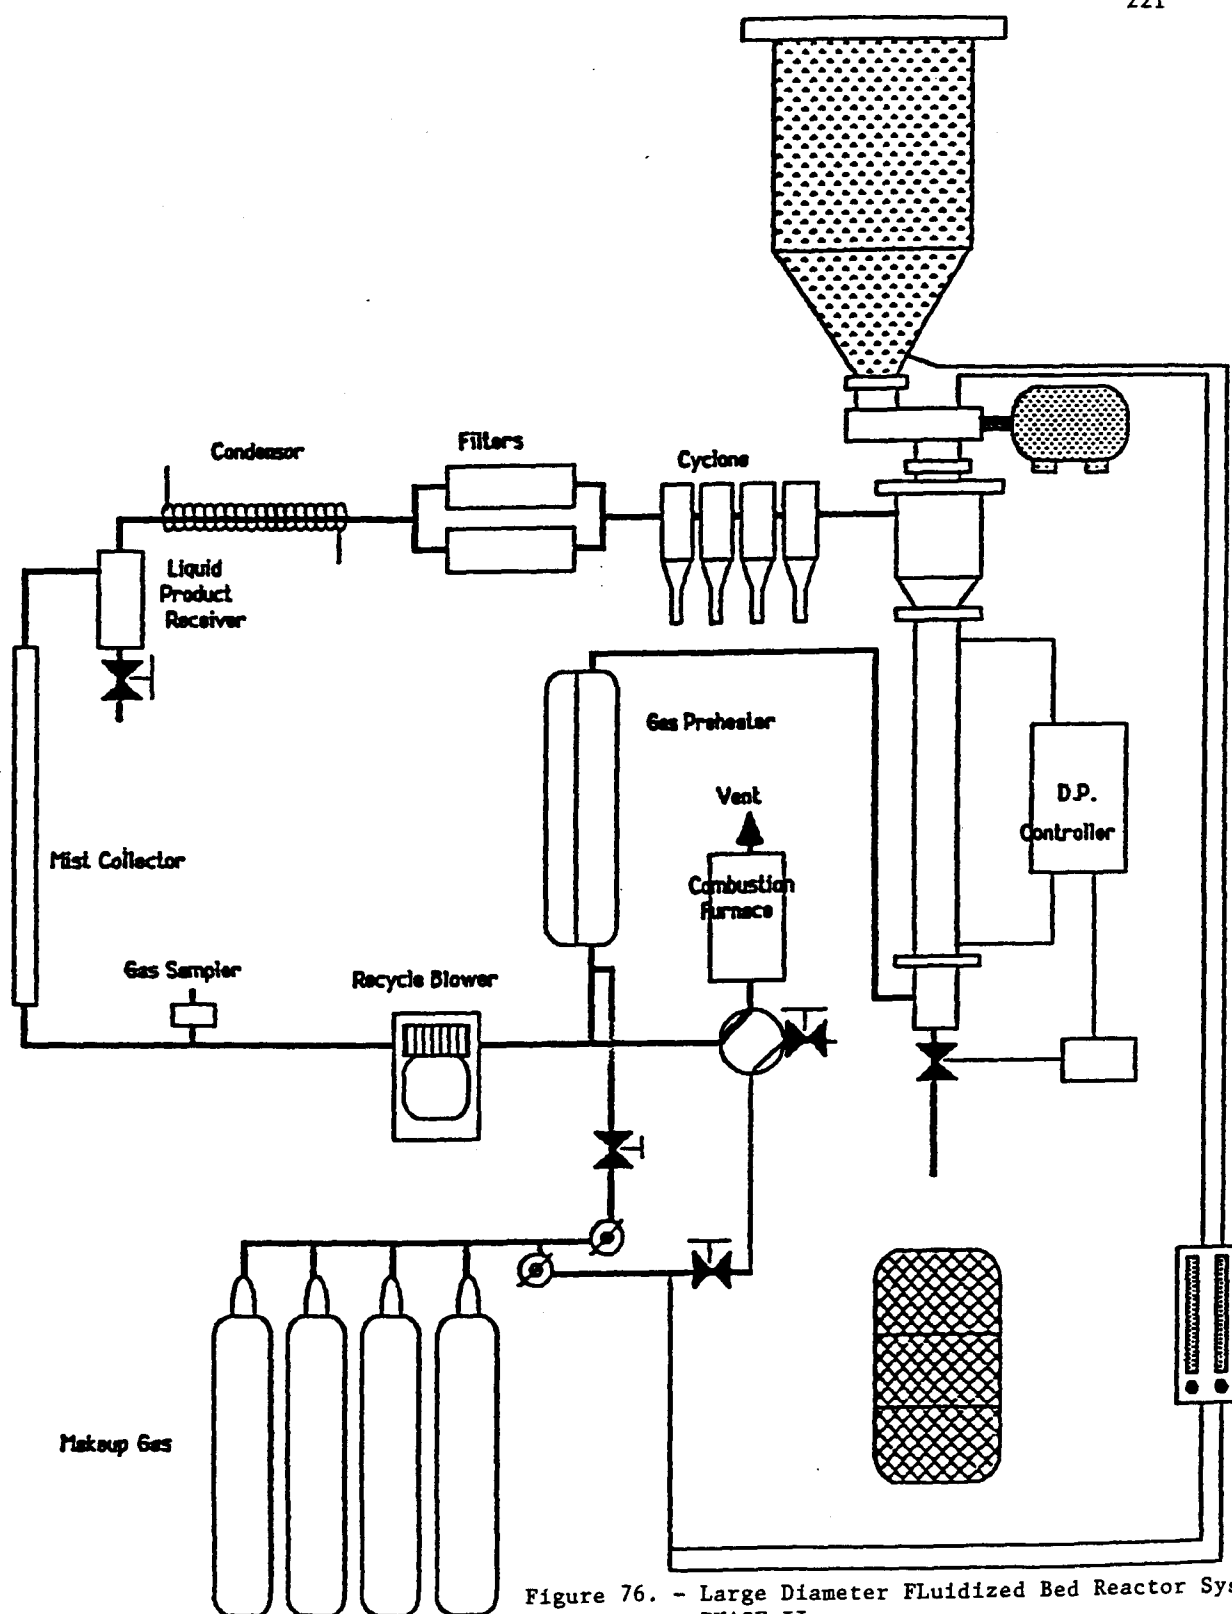 221
Condensor
Filters
Cyclone
Liquid
Product
Receiver
Gas Preheater
Vent
D.P.
Controller
Mist Collector
Combustion
Furnace
Gas Sampler
Recycle Blower
Makeup Gas
Figure 76. - Large Diameter FLuidized Bed Reactor Sys